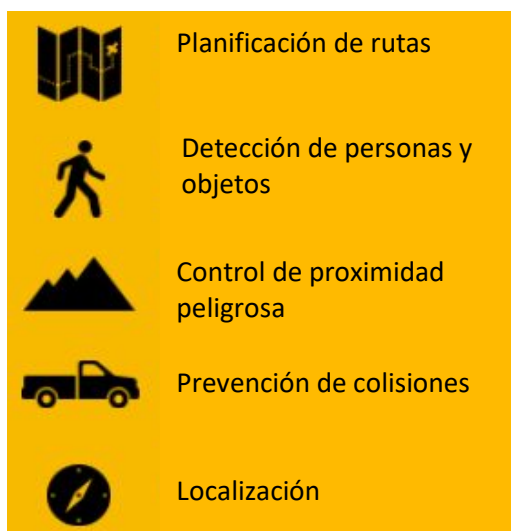 Planificación de rutas
Detección de personas y
objetos
Control de proximidad
peligrosa
Prevención de colisiones
Localización